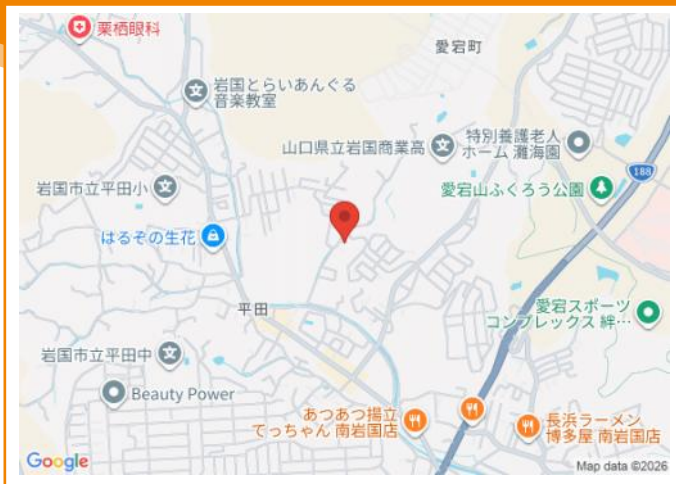 栗栖眼科
愛宕町
岩国とらいあんぐる
音楽教室
山口県立岩国商業高
特別養護老人
ホーム 灘海園
188
岩国市立平田小
愛宕山ふくろう公園
はるぞの生花
平田
愛宕スポーツ
コンプレックス 絆…
岩国市立平田中
Beauty Power
あつあつ揚立
てっちゃん 南岩国店
長浜ラーメン
博多屋 南岩国店
Google
Map data ©2026